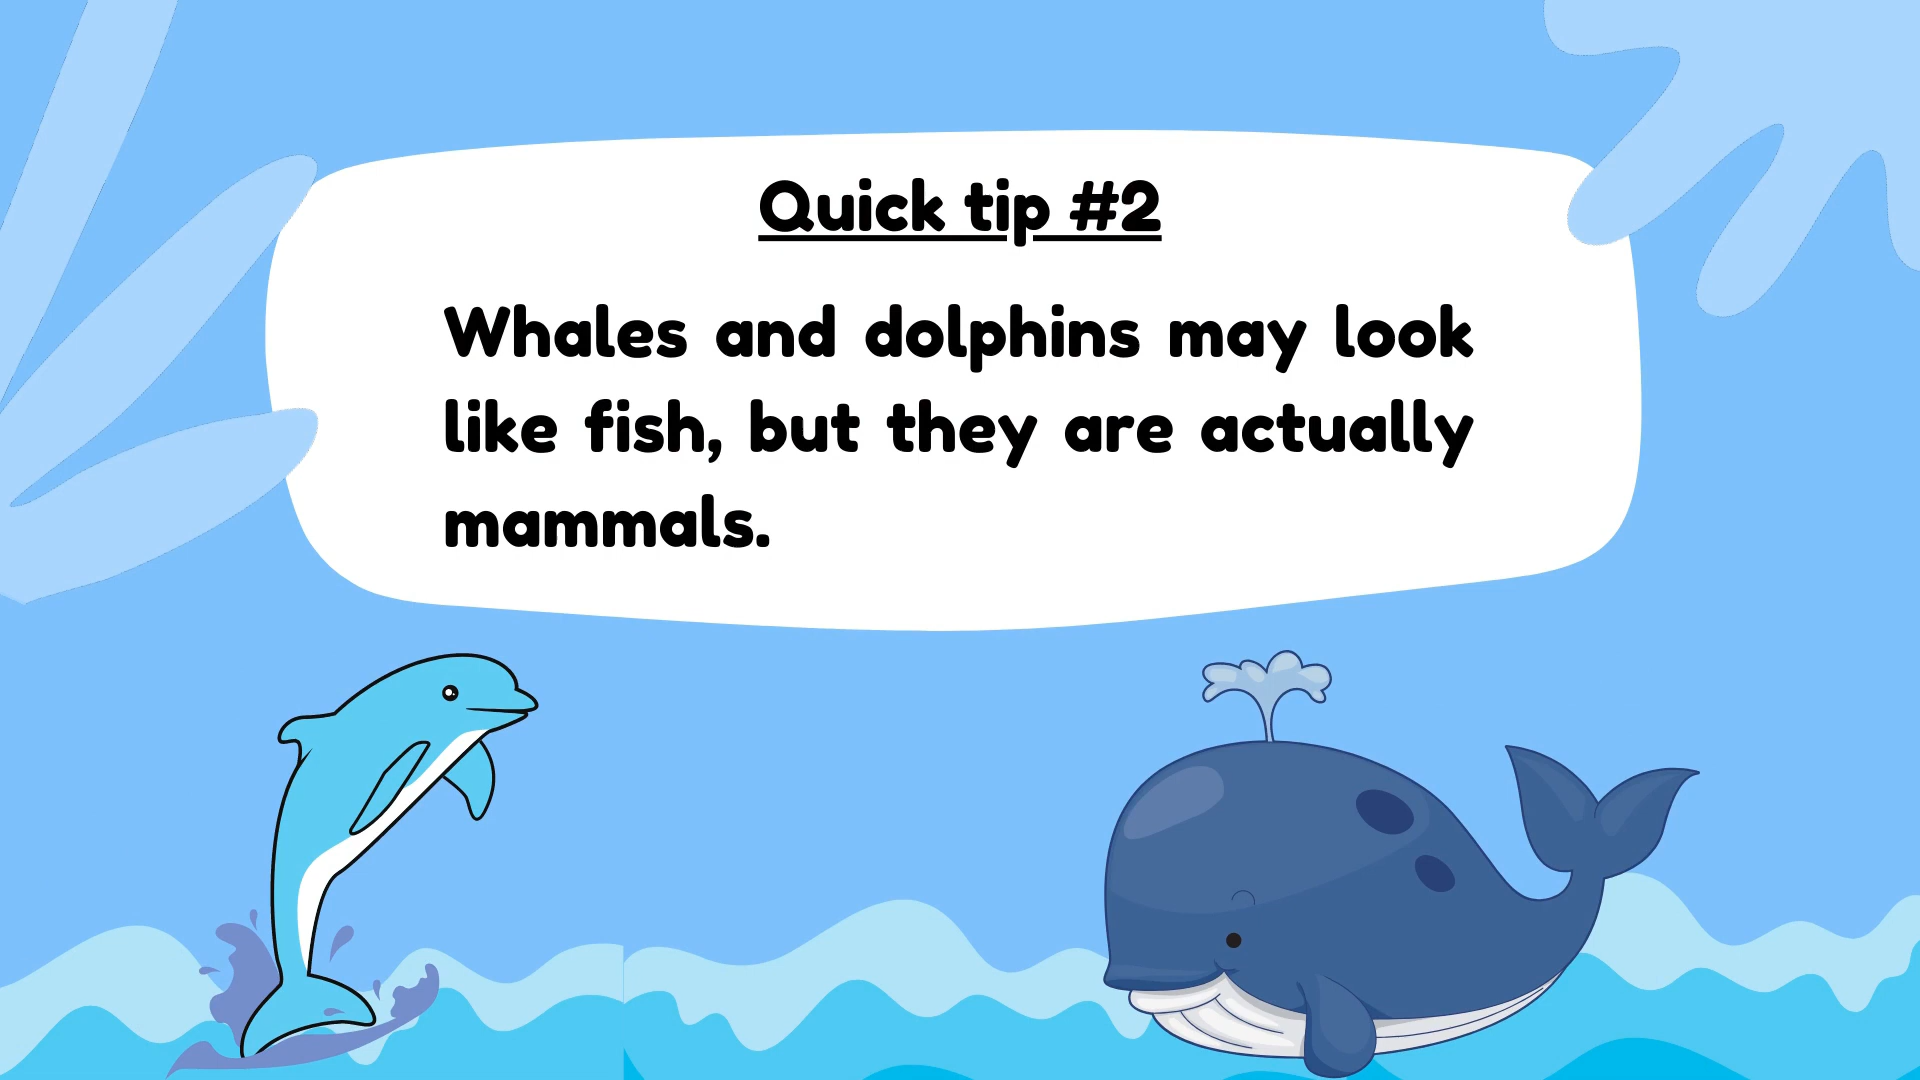 Quick tip #2
Whales and dolphins may look
like fish, but they are actually
mammals.